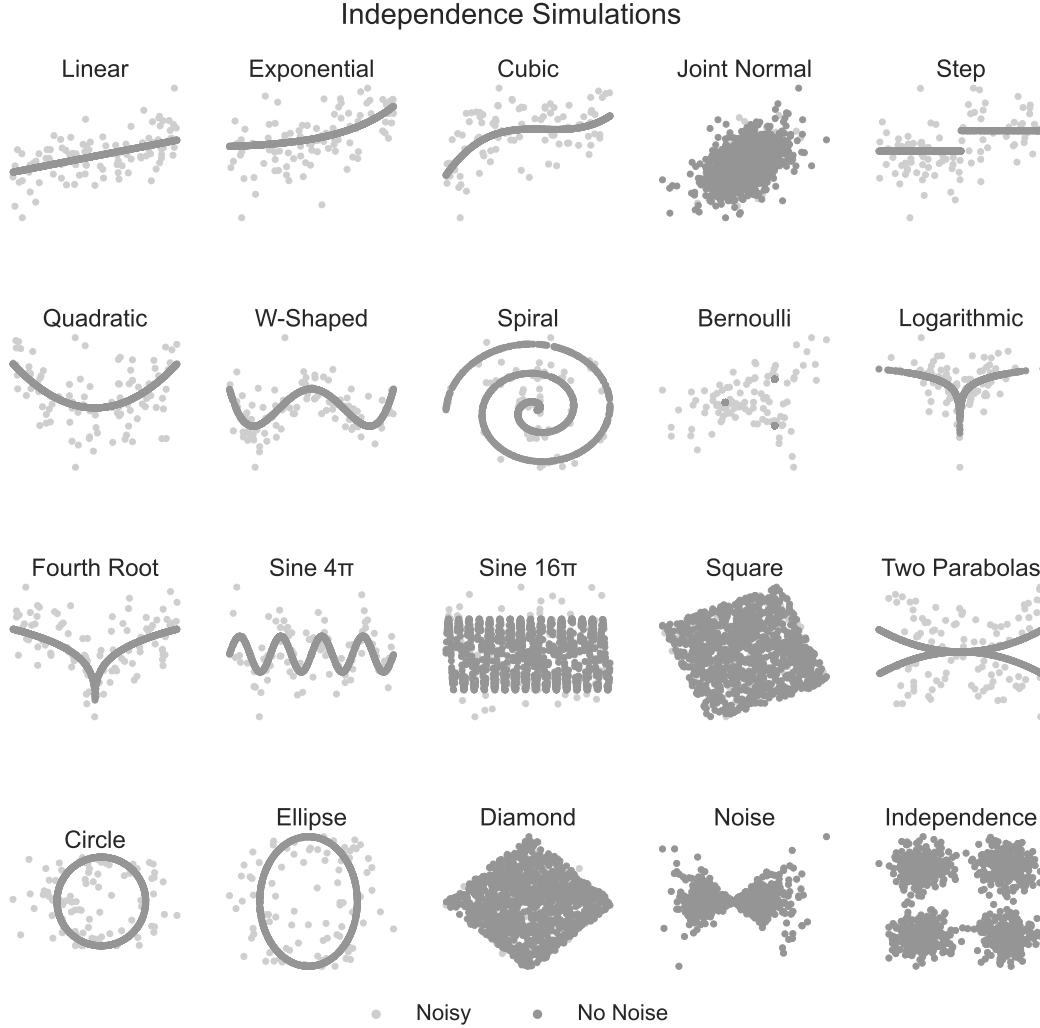 Independence Simulations
Linear Exponential Cubic Joint Normal Step
Quadratic W-Shaped Spiral Bernoulli Logarithmic
Fourth Root Sine 4π Sine 16π Square Two Parabolas
Circle Ellipse Diamond Noise Independence
Noisy No Noise